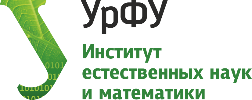 УрФУ
Институт
естественных наук
и математики